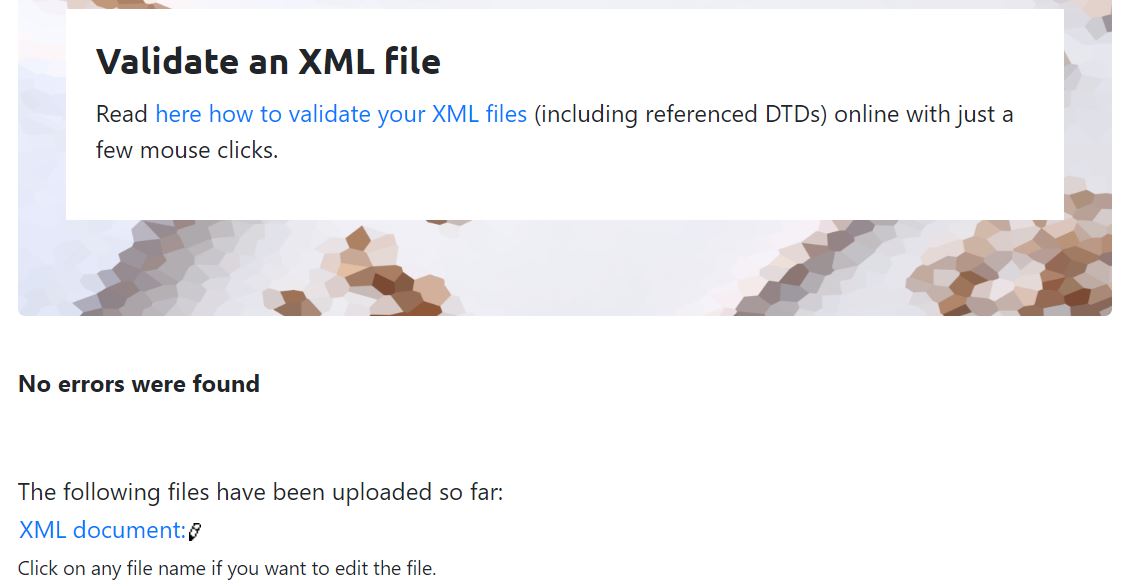 Validate an XML file
Read here how to validate your XML files (including referenced DTDs) online with just a
few mouse clicks.
No errors were found
The following files have been uploaded so far:
XML document:
Click on any file name if you want to edit the file.